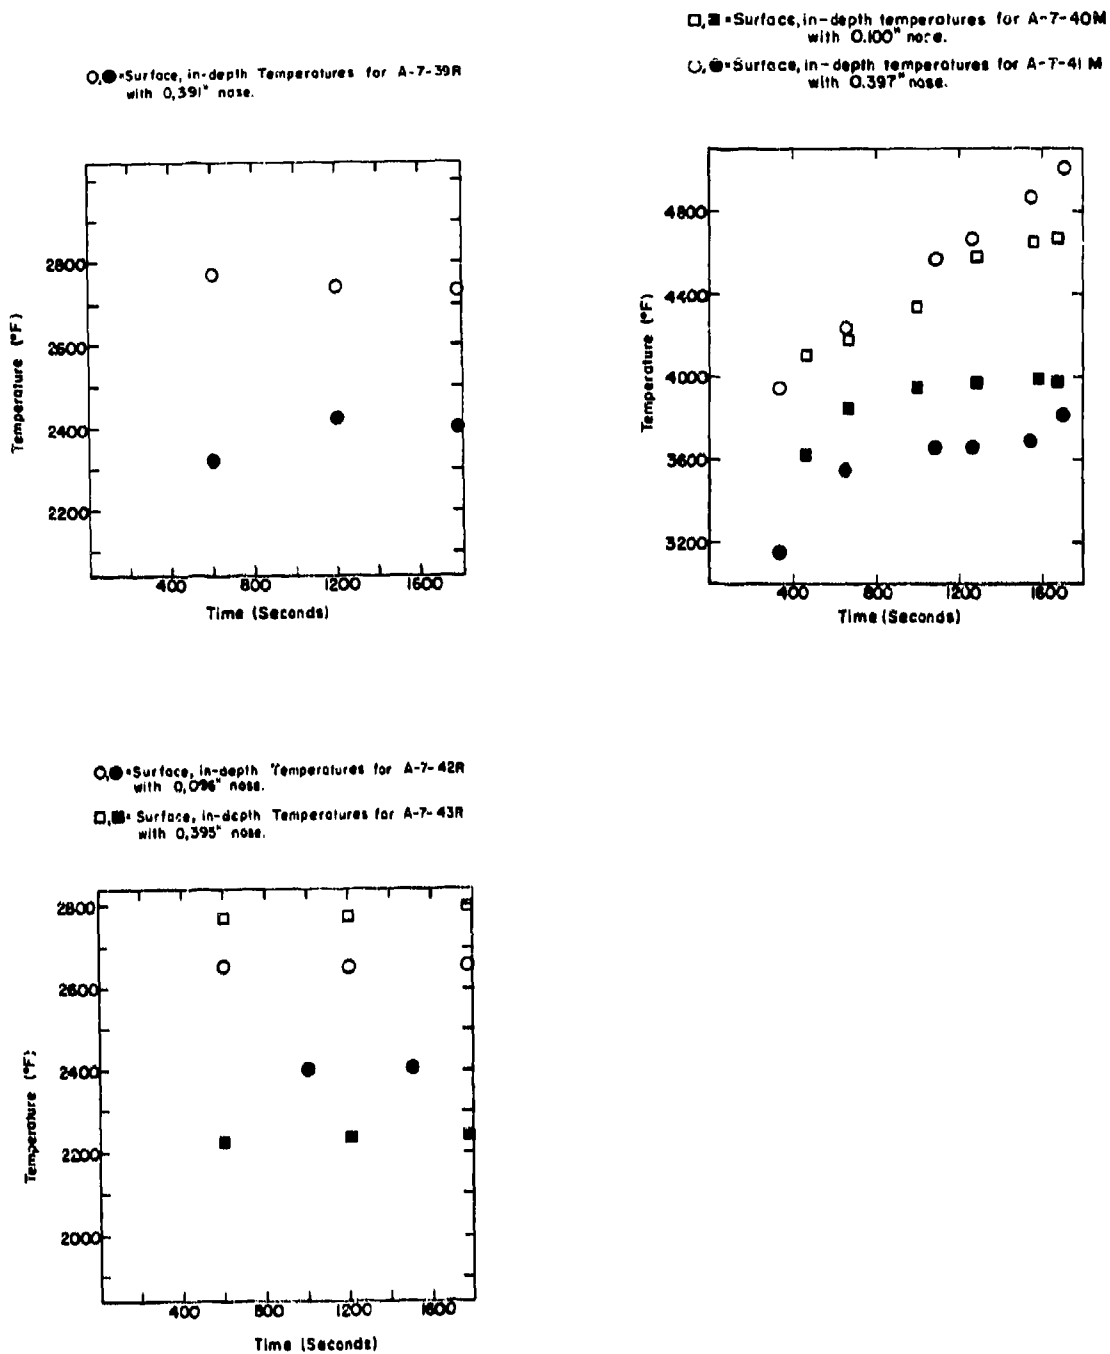 ○,●=Surface, in-depth Temperatures for A-7-39R
with 0,391" nose.
2800
2600
2400
2200
Temperature (°F)
400 800 1200 1600
Time (Seconds)
□,■=Surface, in-depth temperatures for A-7-40M
with 0.100" nose.
○,●=Surface, in-depth temperatures for A-7-41M
with 0.397" nose.
4800
4400
4000
3600
3200
Temperature (°F)
400 800 1200 1600
Time (Seconds)
○,●=Surface, in-depth Temperatures for A-7-42R
with 0,096" nose.
□,■= Surface, in-depth Temperatures for A-7-43R
with 0,395" nose.
2800
2600
2400
2200
2000
Temperature (°F)
400 800 1200 1600
Time (Seconds)